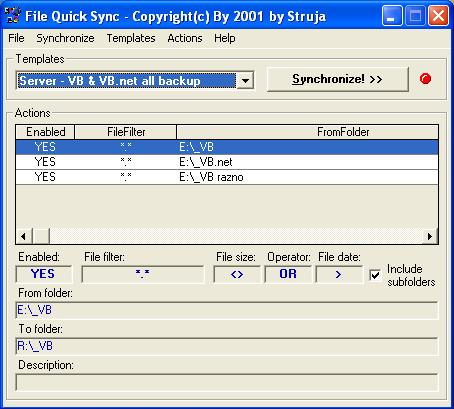 File Quick Sync - Copyright(c) By 2001 by Struja
File Synchronize Templates Actions Help
Templates
Server - VB & VB.net all backup
Synchronize! >>
Actions
Enabled FileFilter FromFolder
YES *.* E:\_VB
YES *.* E:\_VB.net
YES *.* E:\_VB razno
Enabled: File filter: File size: Operator: File date:
YES *.* <> OR > Include subfolders
From folder:
E:\_VB
To folder:
R:\_VB
Description: